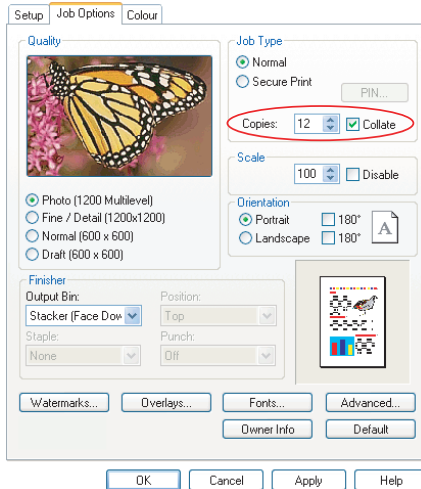 Setup Job Options Colour
Quality
Photo (1200 Multilevel)
Fine / Detail (1200x1200)
Normal (600 x 600)
Draft (600 x 600)
Job Type
Normal
Secure Print
PIN...
Copies: 12 Collate
Scale
100 Disable
Orientation
Portrait 180°
Landscape 180°
A
Finisher
Output Bin: Position:
Stacker (Face Dow Top
Staple: Punch:
None Off
Watermarks... Overlays... Fonts... Advanced...
Owner Info Default
OK Cancel Apply Help